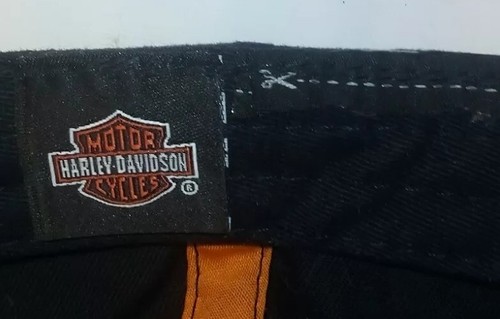 MOTOR
HARLEY-DAVIDSON
CYCLES
®